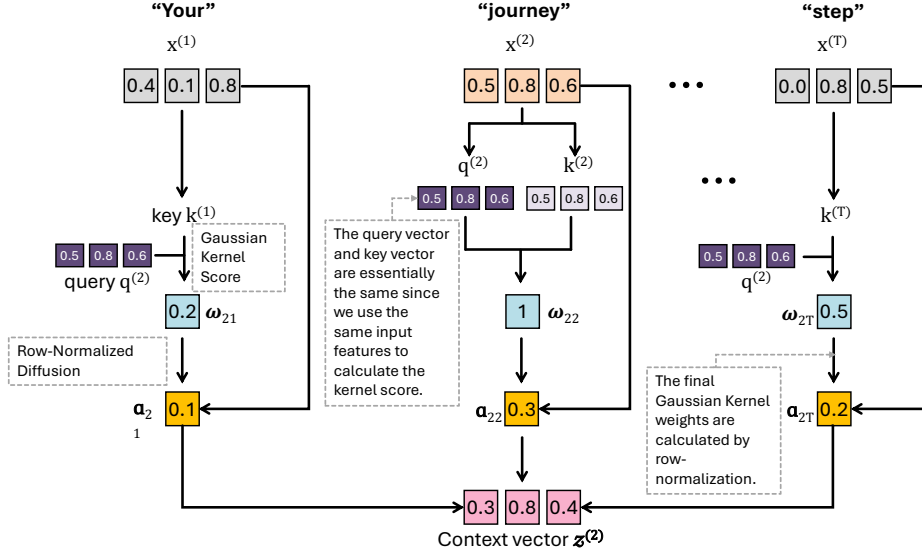 “Your”
“journey”
“step”
x(1)
x(2)
x(T)
0.4 0.1 0.8
0.5 0.8 0.6
0.0 0.8 0.5
q(2)
k(2)
0.5 0.8 0.6
0.5 0.8 0.6
key k(1)
k(T)
Gaussian
Kernel
Score
0.5 0.8 0.6
query q(2)
The query vector
and key vector
are essentially
the same since
we use the
same input
features to
calculate the
kernel score.
0.5 0.8 0.6
q(2)
0.2 ω21
1 ω22
ω2T 0.5
Row-Normalized
Diffusion
The final
Gaussian Kernel
weights are
calculated by
row-
normalization.
α2
1
0.1
α22 0.3
α2T 0.2
0.3 0.8 0.4
Context vector z(2)